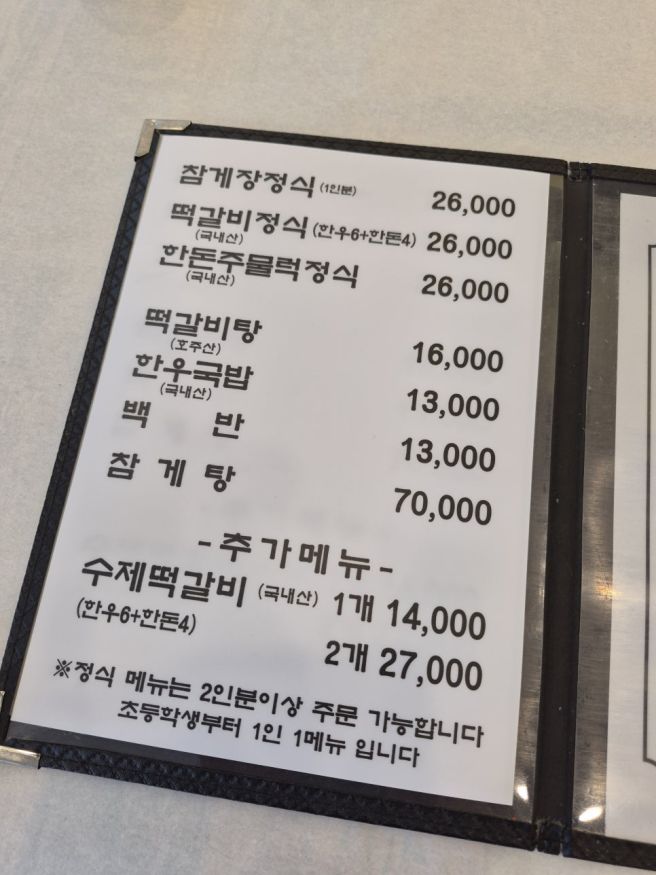 참게장정식 (1인분) 26,000
떡갈비정식 (한우6+한돈4) 26,000
(국내산)
한돈주물럭정식 26,000
(국내산)
떡갈비탕 16,000
(호주산)
한우국밥 13,000
(국내산)
백 반 13,000
참 게 탕 70,000
- 추 가 메 뉴 -
수제떡갈비 (국내산) 1개 14,000
(한우6+한돈4) 2개 27,000
※정식 메뉴는 2인분이상 주문 가능합니다
초등학생부터 1인 1메뉴 입니다